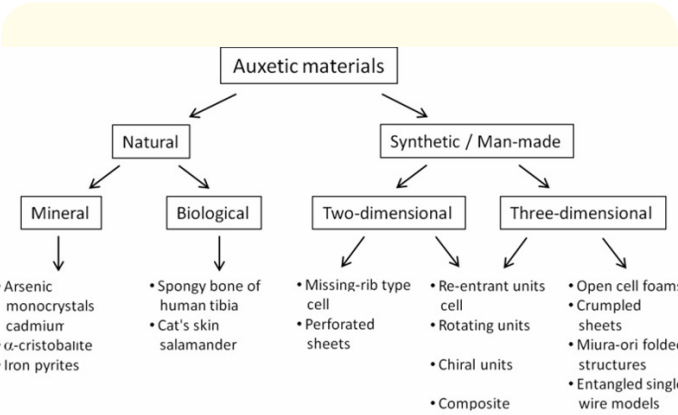 Auxetic materials
Natural
Synthetic / Man-made
Mineral
Biological
Two-dimensional
Three-dimensional
• Arsenic
monocrystals
cadmium
• α-cristobalite
• Iron pyrites
• Spongy bone of
human tibia
• Cat's skin
salamander
• Missing-rib type
cell
• Perforated
sheets
• Re-entrant units
cell
• Rotating units
• Chiral units
• Composite
• Open cell foams
• Crumpled
sheets
• Miura-ori folded
structures
• Entangled single
wire models